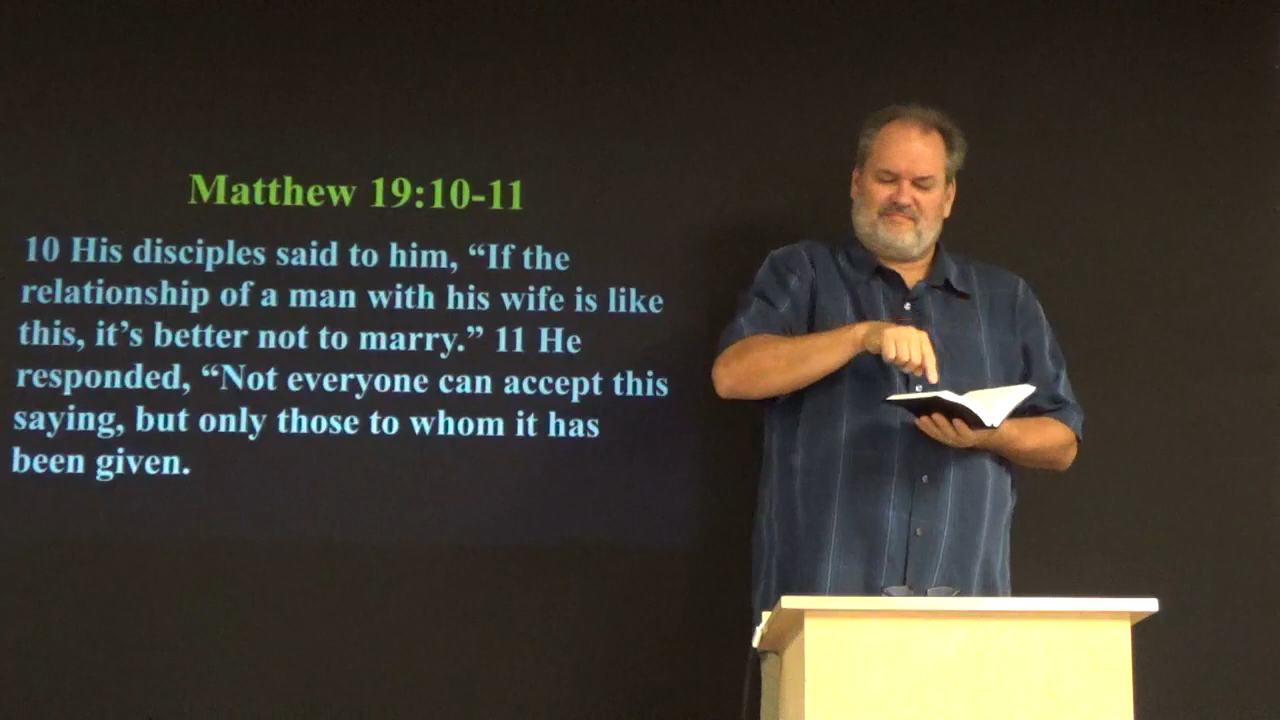 Matthew 19:10-11
10 His disciples said to him, “If the
relationship of a man with his wife is like
this, it’s better not to marry.” 11 He
responded, “Not everyone can accept this
saying, but only those to whom it has
been given.